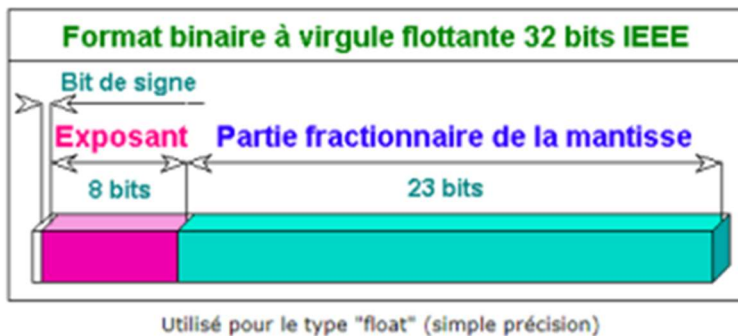 Format binaire à virgule flottante 32 bits IEEE
Bit de signe
Exposant Partie fractionnaire de la mantisse
8 bits 23 bits
Utilisé pour le type "float" (simple précision)